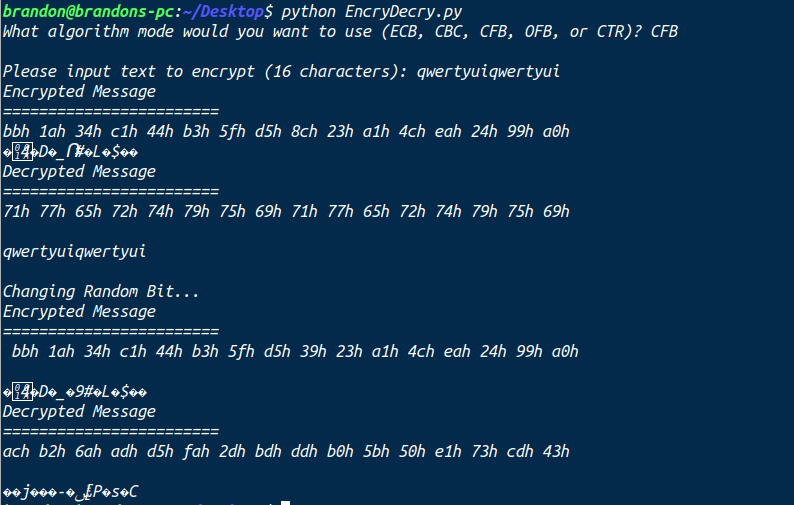 brandon@brandons-pc:~/Desktop$ python EncryDecry.py
What algorithm mode would you want to use (ECB, CBC, CFB, OFB, or CTR)? CFB
Please input text to encrypt (16 characters): qwertyuiqwertyui
Encrypted Message
========================
bbh 1ah 34h c1h 44h b3h 5fh d5h 8ch 23h a1h 4ch eah 24h 99h a0h
�4�D�_#�L�$��
Decrypted Message
========================
71h 77h 65h 72h 74h 79h 75h 69h 71h 77h 65h 72h 74h 79h 75h 69h
qwertyuiqwertyui
Changing Random Bit...
Encrypted Message
========================
bbh 1ah 34h c1h 44h b3h 5fh d5h 39h 23h a1h 4ch eah 24h 99h a0h
�4�D�_�9#�L�$��
Decrypted Message
========================
ach b2h 6ah adh d5h fah 2dh bdh ddh b0h 5bh 50h e1h 73h cdh 43h
��j���-�[P�s�C